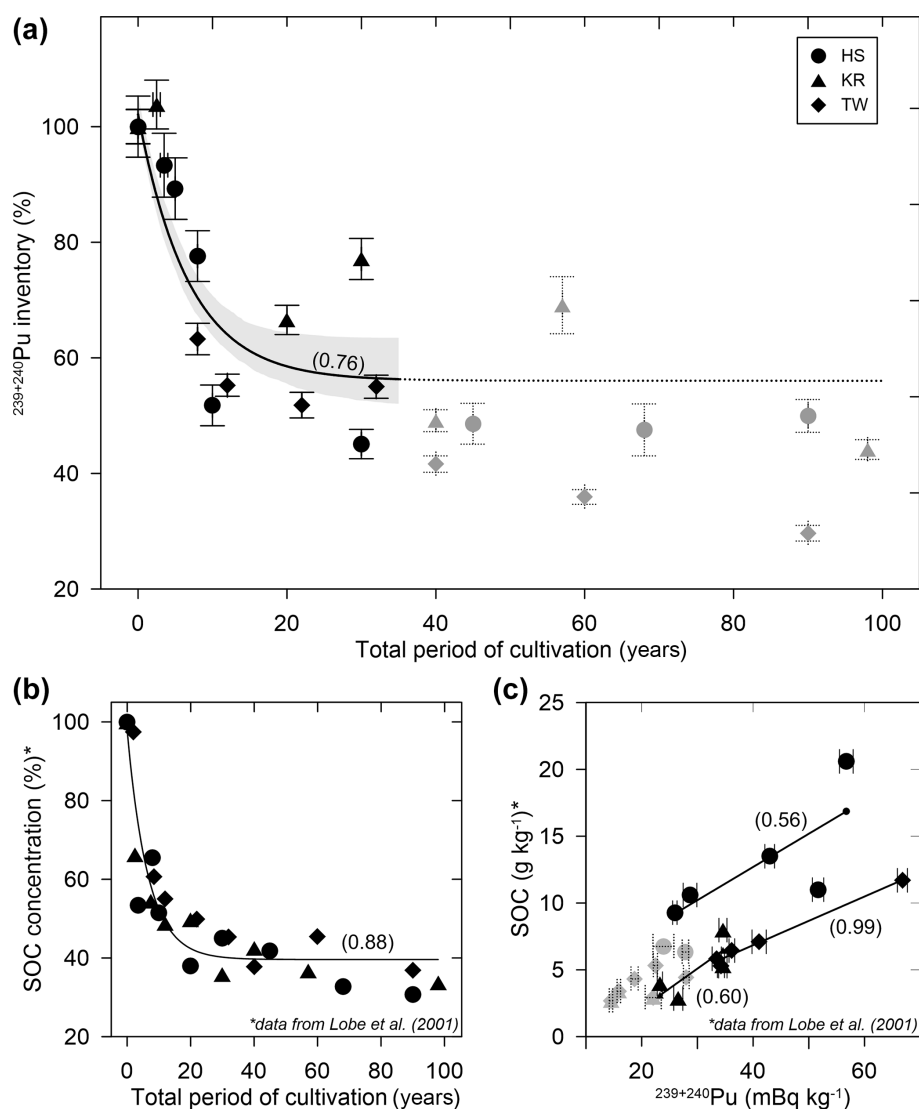 (a)
HS
KR
TW
100
80
60
40
20
²³⁹⁺²⁴⁰Pu inventory (%)
(0.76)
0 20 40 60 80 100
Total period of cultivation (years)
(b)
100
80
60
40
20
SOC concentration (%)*
(0.88)
*data from Lobe et al. (2001)
0 20 40 60 80 100
Total period of cultivation (years)
(c)
25
20
15
10
5
0
SOC (g kg⁻¹)*
(0.56)
(0.99)
(0.60)
*data from Lobe et al. (2001)
20 40 60
²³⁹⁺²⁴⁰Pu (mBq kg⁻¹)